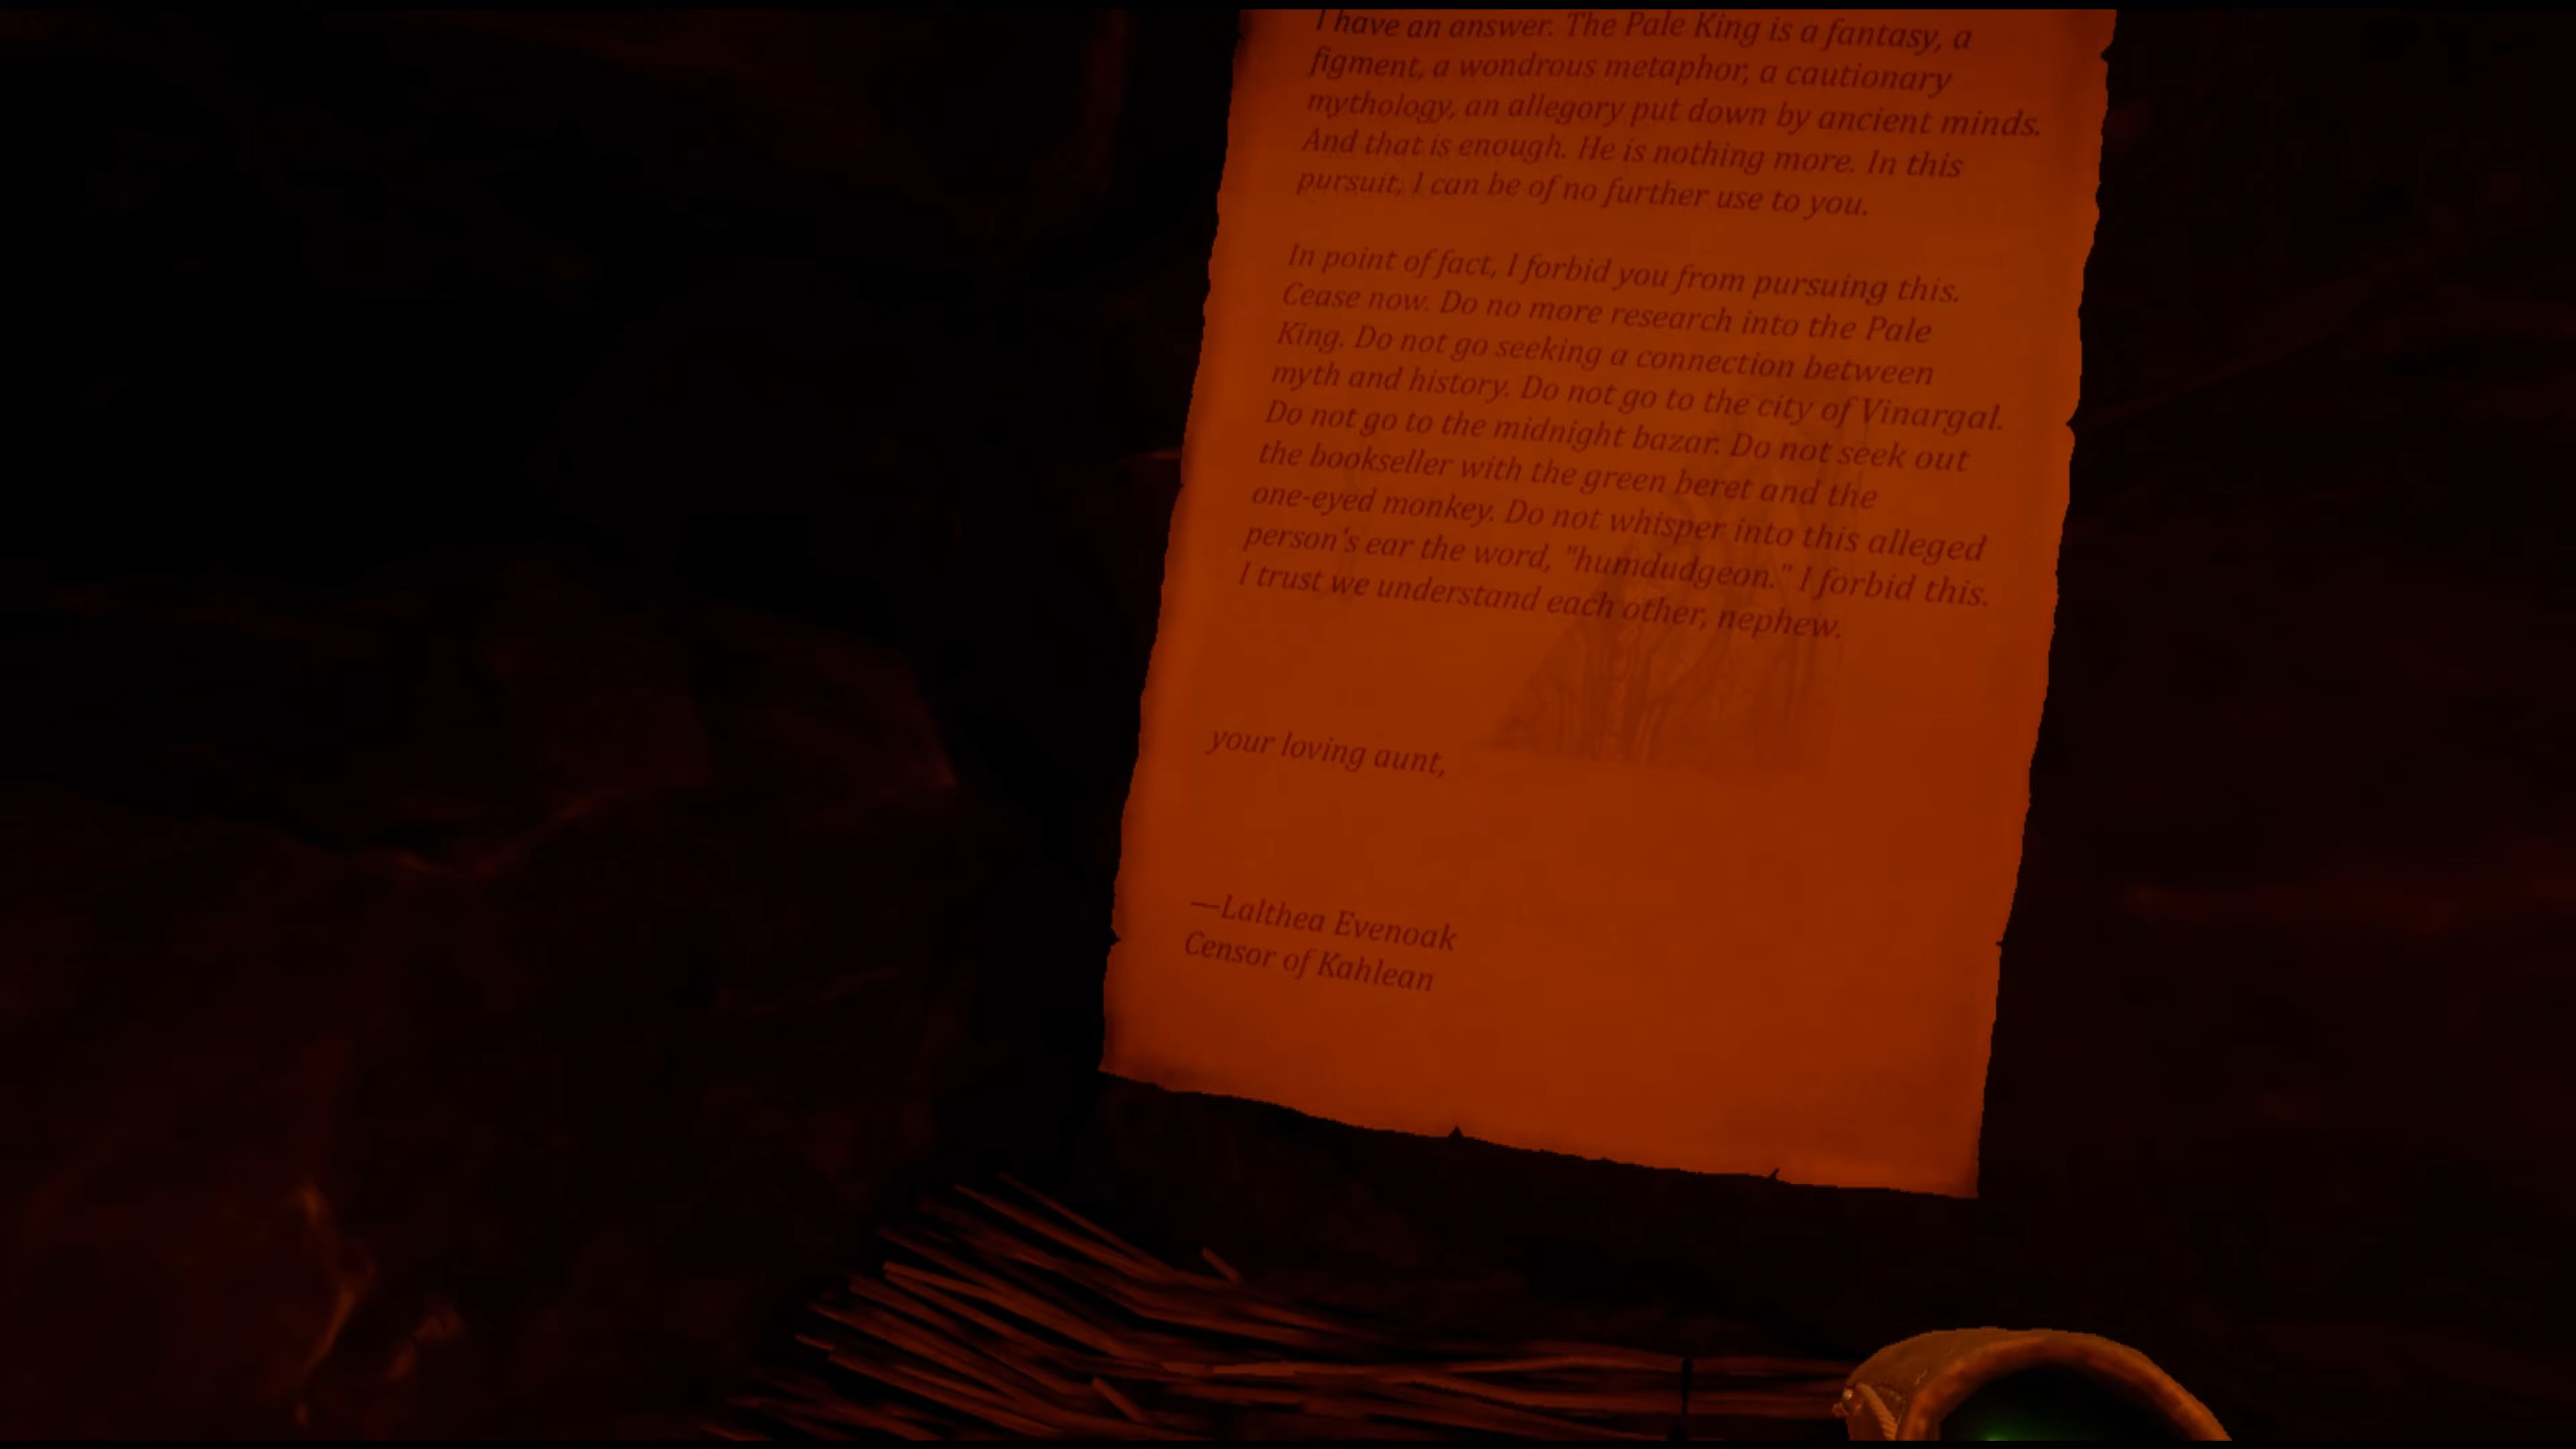 I have an answer. The Pale King is a fantasy, a
figment, a wondrous metaphor, a cautionary
mythology, an allegory put down by ancient minds.
And that is enough. He is nothing more. In this
pursuit, I can be of no further use to you.
In point of fact, I forbid you from pursuing this.
Cease now. Do no more research into the Pale
King. Do not go seeking a connection between
myth and history. Do not go to the city of Vinargal.
Do not go to the midnight bazar. Do not seek out
the bookseller with the green beret and the
one-eyed monkey. Do not whisper into this alleged
person's ear the word, "humdudgeon." I forbid this.
I trust we understand each other, nephew.
your loving aunt,
—Lalthea Evenoak
Censor of Kahlean